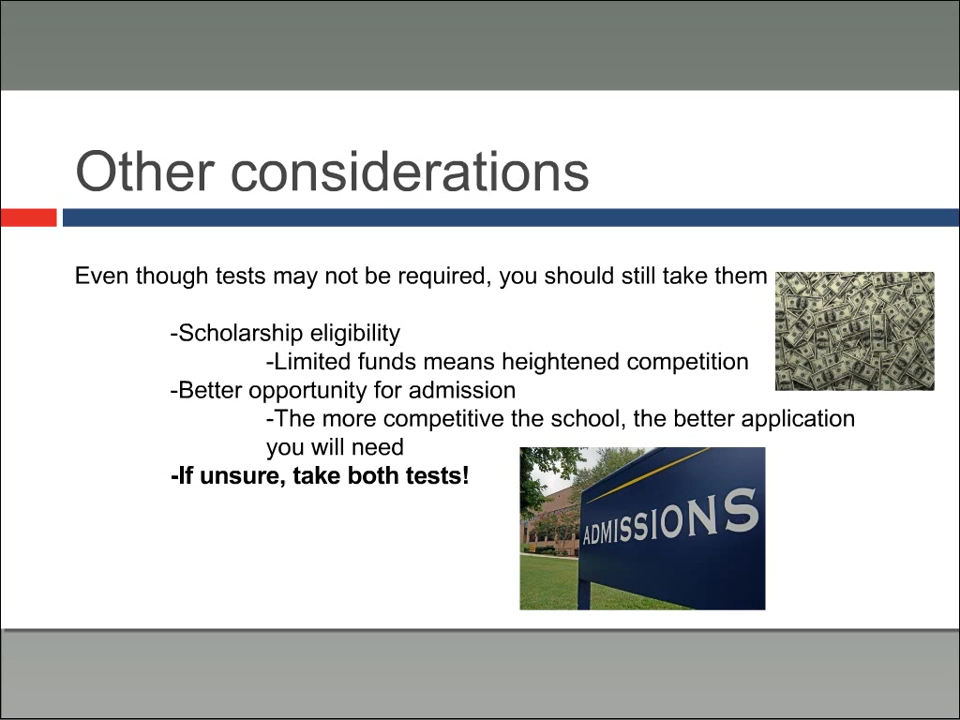 Other considerations
Even though tests may not be required, you should still take them
-Scholarship eligibility
-Limited funds means heightened competition
-Better opportunity for admission
-The more competitive the school, the better application
you will need
-If unsure, take both tests!
ADMISSIONS